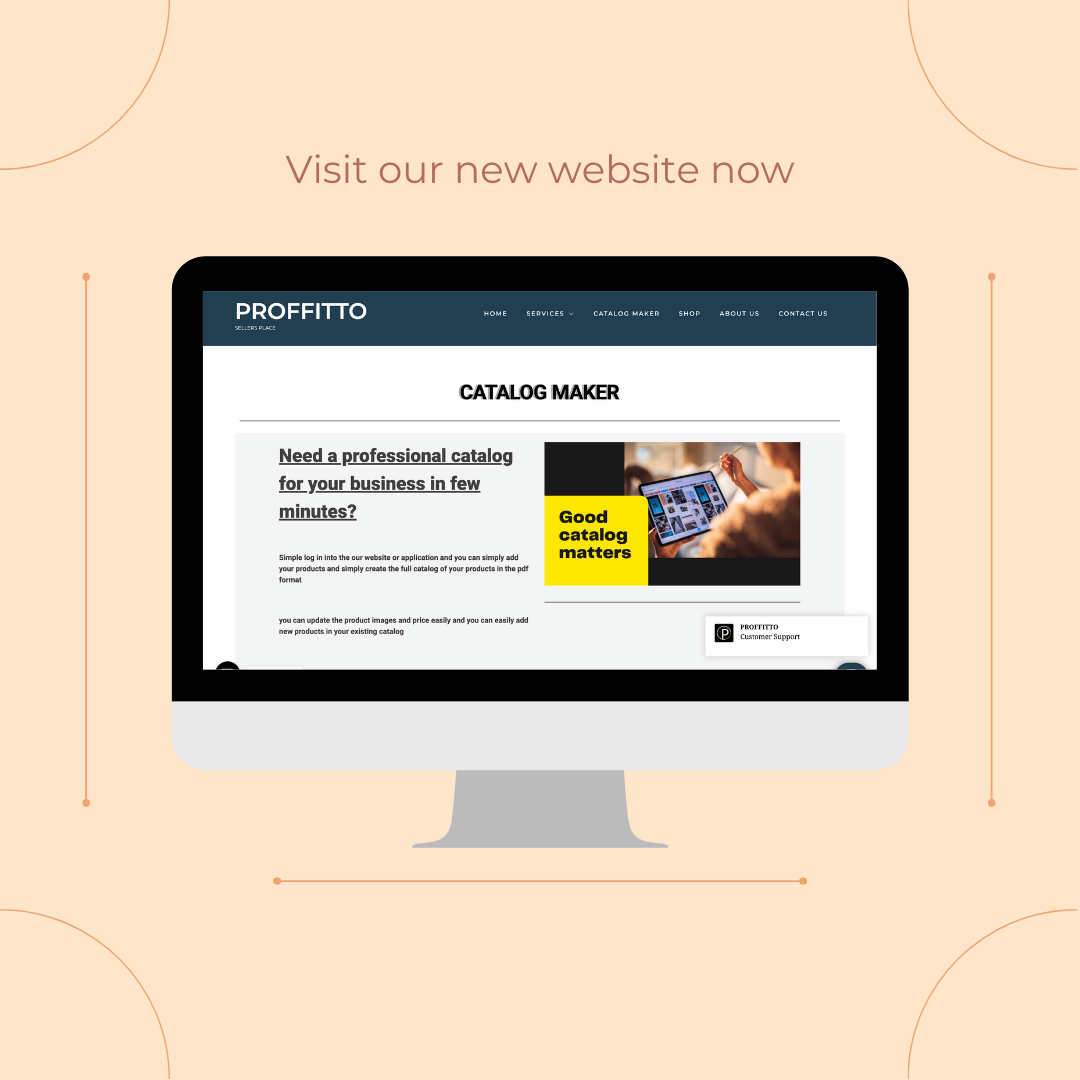 Visit our new website now
PROFFITTO
SELLERS PLACE
HOME SERVICES CATALOG MAKER SHOP ABOUT US CONTACT US
CATALOG MAKER
Need a professional catalog
for your business in few
minutes?
Simple log in into the our website or application and you can simply add
your products and simply create the full catalog of your products in the pdf
format
you can update the product images and price easily and you can easily add
new products in your existing catalog
Good
catalog
matters
PROFFITTO
Customer Support